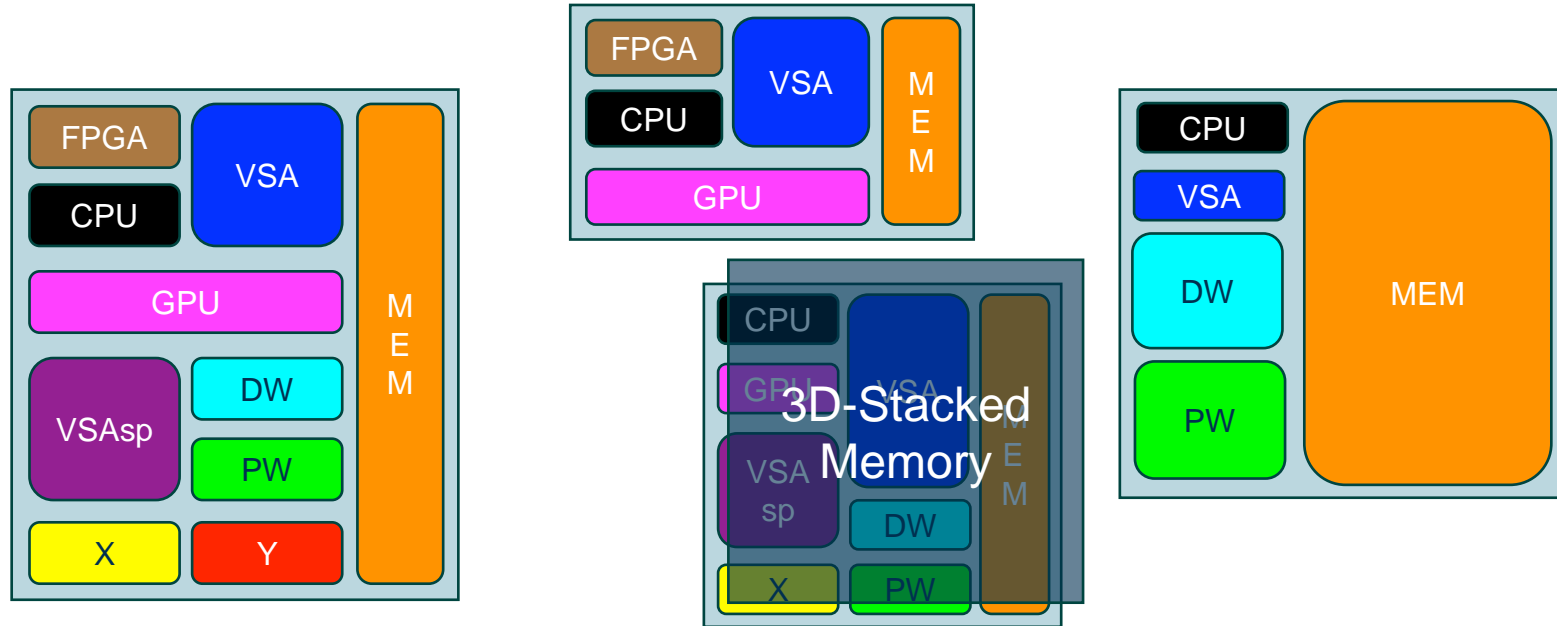 FPGA
VSA
CPU
GPU
M
E
M
VSAsp
DW
PW
X
Y
FPGA
VSA
CPU
GPU
M
E
M
CPU
VSA
GPU
M
E
M
VSA
sp
DW
X
PW
3D-Stacked
Memory
CPU
VSA
DW
PW
MEM